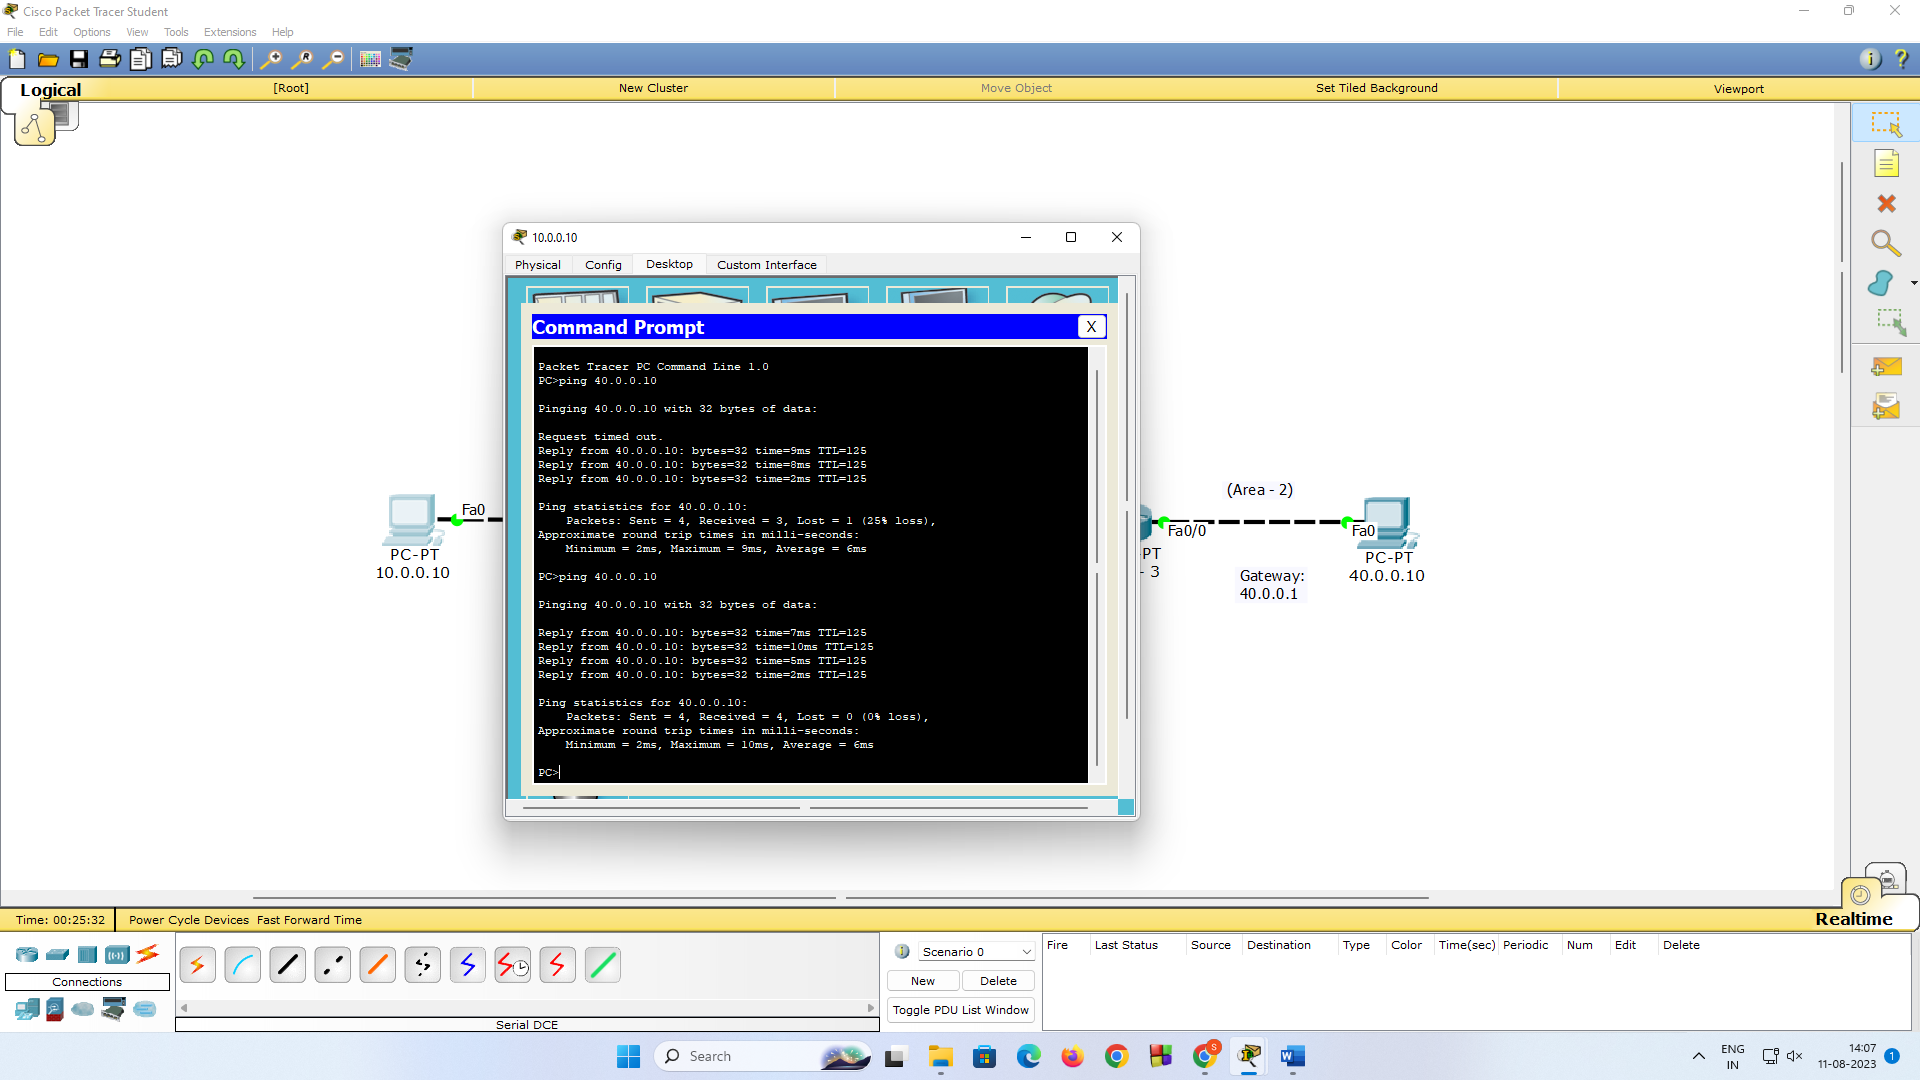 Cisco Packet Tracer Student
File Edit Options View Tools Extensions Help
Logical [Root] New Cluster Move Object Set Tiled Background Viewport
10.0.0.10
Physical Config Desktop Custom Interface
Command Prompt X
Packet Tracer PC Command Line 1.0
PC>ping 40.0.0.10
Pinging 40.0.0.10 with 32 bytes of data:
Request timed out.
Reply from 40.0.0.10: bytes=32 time=9ms TTL=125
Reply from 40.0.0.10: bytes=32 time=8ms TTL=125
Reply from 40.0.0.10: bytes=32 time=2ms TTL=125
Ping statistics for 40.0.0.10:
Packets: Sent = 4, Received = 3, Lost = 1 (25% loss),
Approximate round trip times in milli-seconds:
Minimum = 2ms, Maximum = 9ms, Average = 6ms
PC>ping 40.0.0.10
Pinging 40.0.0.10 with 32 bytes of data:
Reply from 40.0.0.10: bytes=32 time=7ms TTL=125
Reply from 40.0.0.10: bytes=32 time=10ms TTL=125
Reply from 40.0.0.10: bytes=32 time=5ms TTL=125
Reply from 40.0.0.10: bytes=32 time=2ms TTL=125
Ping statistics for 40.0.0.10:
Packets: Sent = 4, Received = 4, Lost = 0 (0% loss),
Approximate round trip times in milli-seconds:
Minimum = 2ms, Maximum = 10ms, Average = 6ms
PC>
Fa0
PC-PT
10.0.0.10
(Area - 2)
Fa0/0
Fa0
-PT
- 3
Gateway:
40.0.0.1
PC-PT
40.0.0.10
Time: 00:25:32 Power Cycle Devices Fast Forward Time Realtime
Connections
Serial DCE
Scenario 0
New Delete
Toggle PDU List Window
Fire Last Status Source Destination Type Color Time(sec) Periodic Num Edit Delete
Search
ENG
IN
14:07
11-08-2023
1